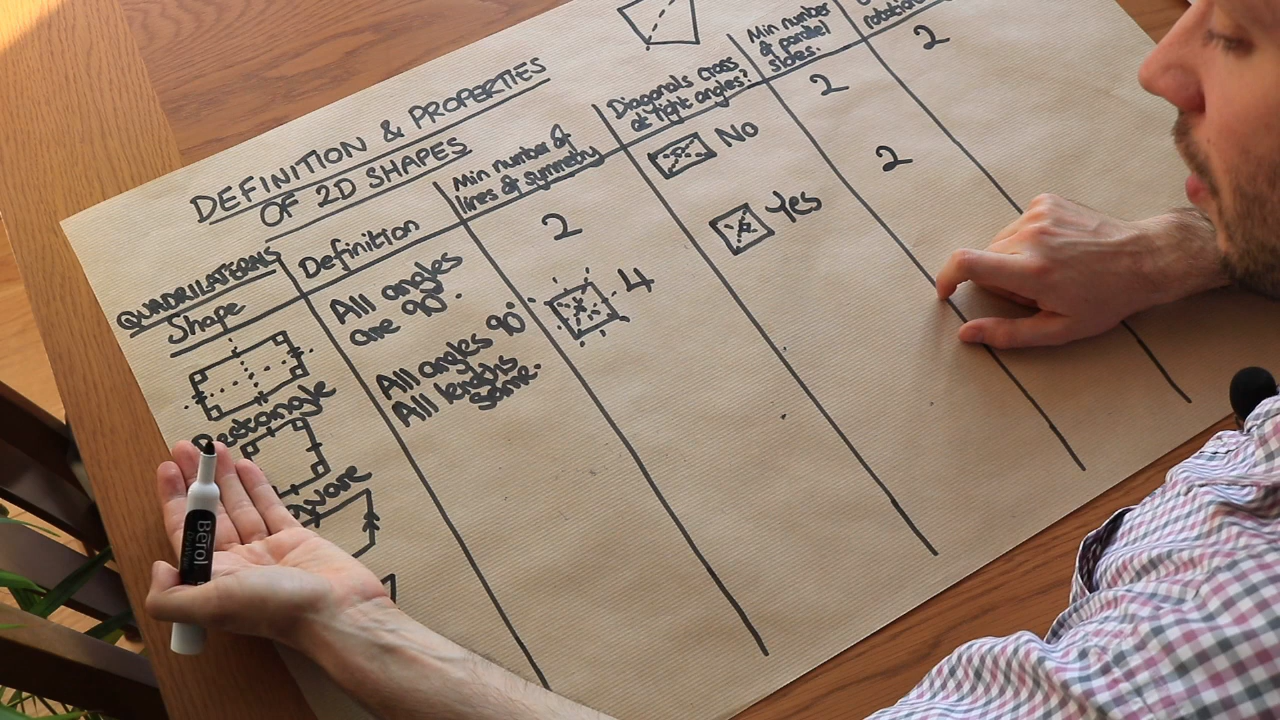 DEFINITION & PROPERTIES
OF 2D SHAPES
QUADRILATERALS
Shape
Definition
Min number of
lines of symmetry
Diagonals cross
at right angles?
Min number
of parallel
sides.
Rectangle
All angles
are 90°.
2
No
2
2
All angles 90°
All lengths
same.
4
Yes
2
Berol